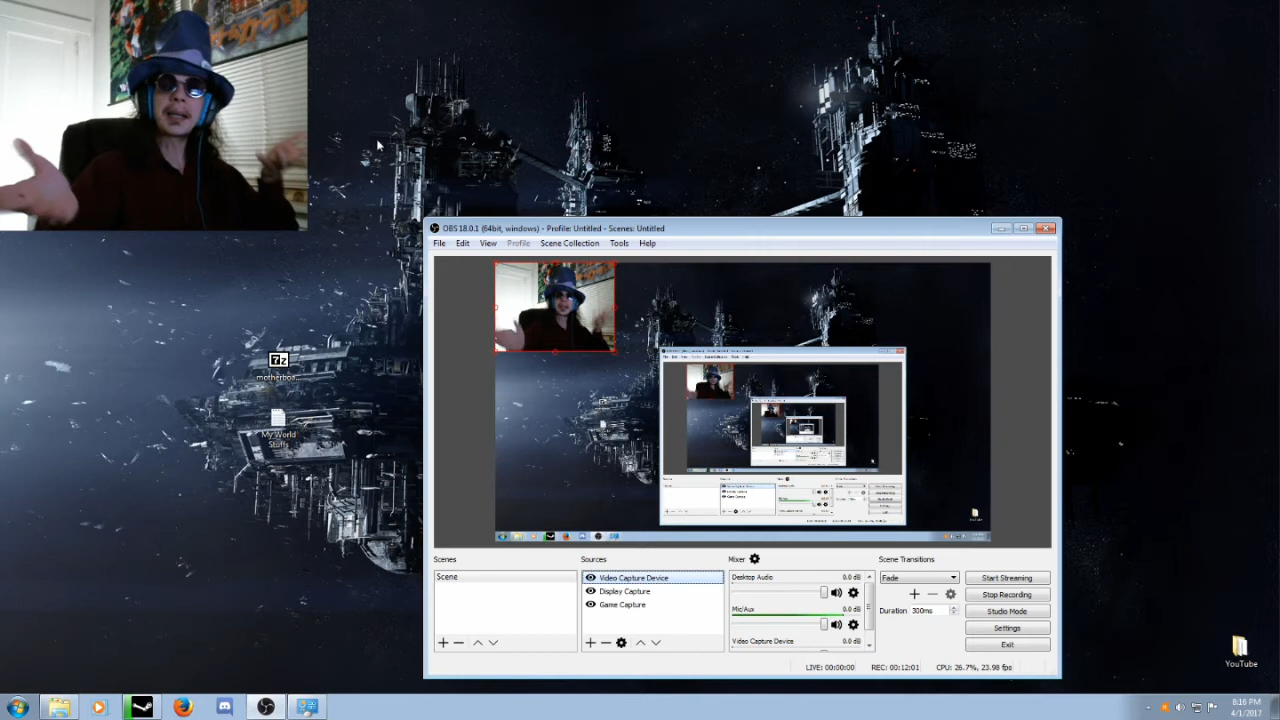 OBS 18.0.1 (64bit, windows) - Profile: Untitled - Scenes: Untitled
File Edit View Profile Scene Collection Tools Help
7z
motherboa...
My World
Stuffs
Scenes Sources Mixer Scene Transitions
Scene
Video Capture Device
Display Capture
Game Capture
Desktop Audio 0.0 dB
Mic/Aux 0.0 dB
Video Capture Device 0.0 dB
Fade
Duration 300ms
Start Streaming
Stop Recording
Studio Mode
Settings
Exit
LIVE: 00:00:00 REC: 00:12:01 CPU: 26.7%, 23.98 fps
YouTube
8:16 PM
4/1/2017